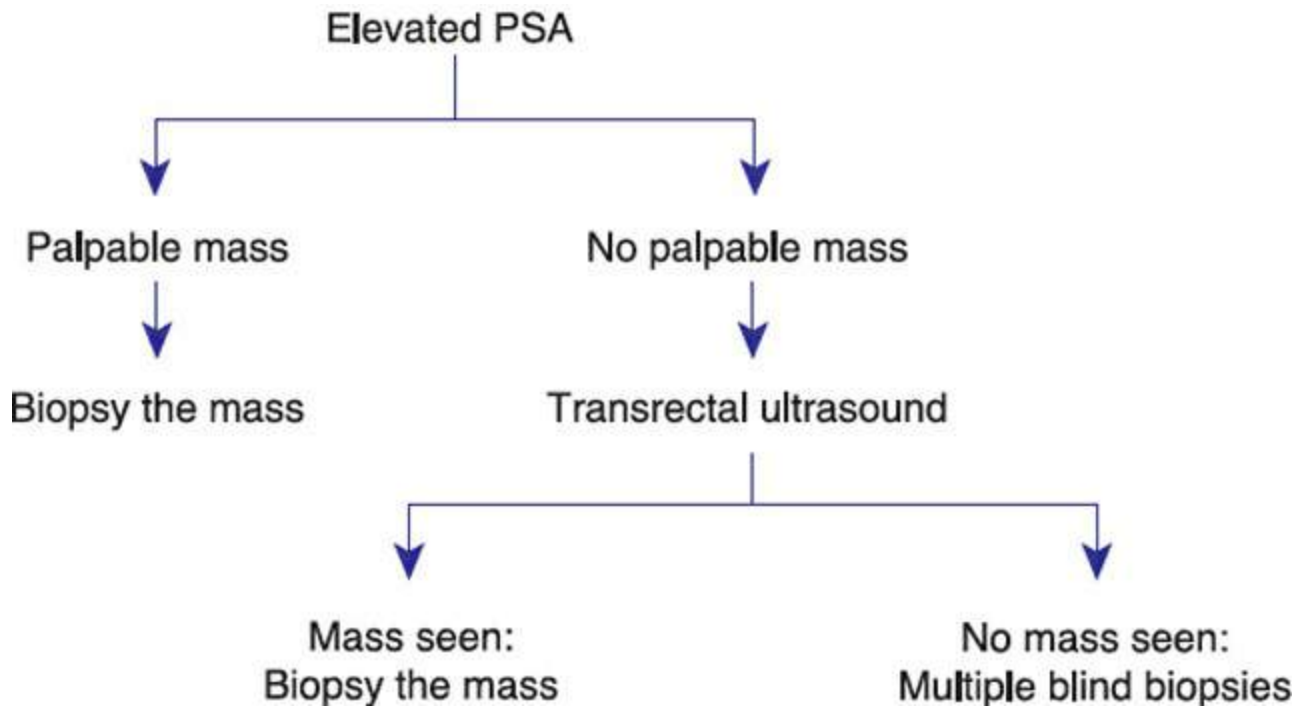 Elevated PSA
Palpable mass
No palpable mass
Biopsy the mass
Transrectal ultrasound
Mass seen:
Biopsy the mass
No mass seen:
Multiple blind biopsies